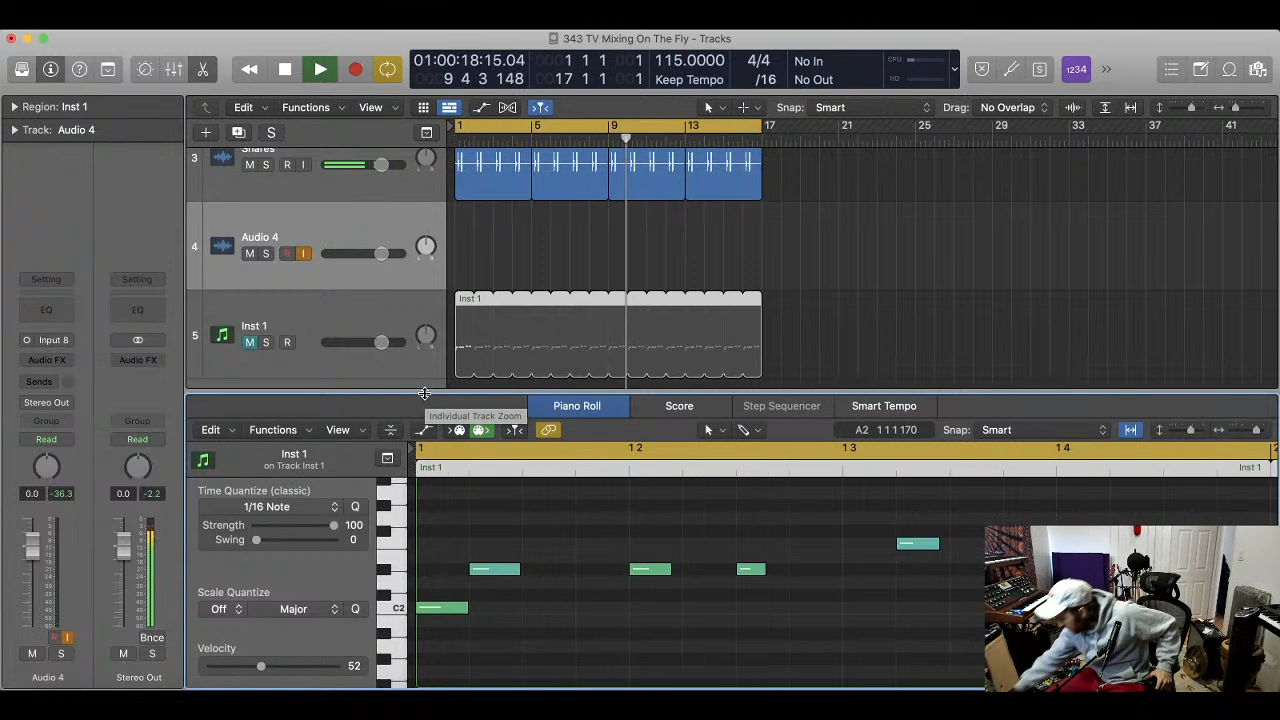 343 TV Mixing On The Fly - Tracks
01:00:18:15.04
9 4 3 148
001 1 1 001
17 1 1 1
115.0000
Keep Tempo
4/4
/16
No In
No Out
CPU
HD
1234
Region: Inst 1
Track: Audio 4
Edit
Functions
View
Snap: Smart
Drag: No Overlap
S
1 5 9 13 17 21 25 29 33 37 41
3
Shares
M S R I
4
Audio 4
M S R I
5
Inst 1
M S R
Inst 1
Setting
Setting
EQ
EQ
Input 8
Audio FX
Audio FX
Sends
Stereo Out
Group
Group
Read
Read
0.0 -36.3
0.0 -2.2
R I
Bnce
M S
M S
Audio 4
Stereo Out
Individual Track Zoom
Piano Roll
Score
Step Sequencer
Smart Tempo
Edit
Functions
View
A2 1 1 1 170
Snap: Smart
Inst 1
on Track Inst 1
1 1 2 1 3 1 4 2
Inst 1
Inst 1
Time Quantize (classic)
1/16 Note Q
Strength 100
Swing 0
Scale Quantize
Off Major Q
Velocity
52
C2